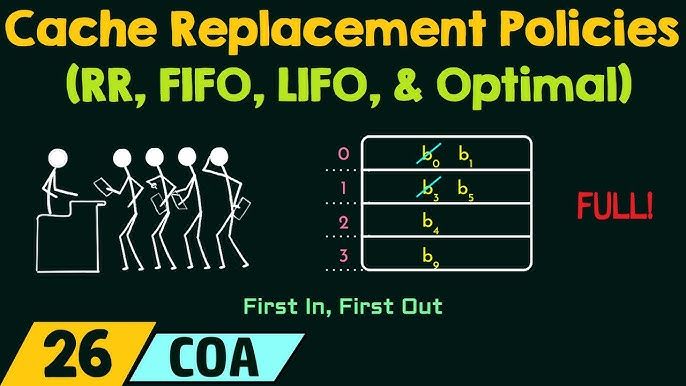 Cache Replacement Policies
(RR, FIFO, LIFO, & Optimal)
0 b₀ b₁
1 b₃ b₅
2 b₄
3 b₉
FULL!
First In, First Out
26 COA